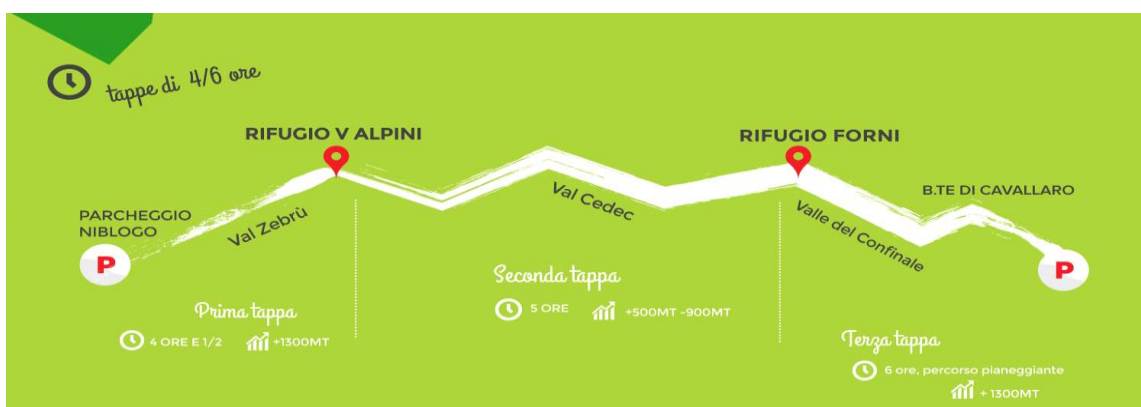 tappe di 4/6 ore
RIFUGIO V ALPINI
RIFUGIO FORNI
B.TE DI CAVALLARO
PARCHEGGIO
NIBLOGO
P
Val Zebrù
Val Cedec
Valle del Confinale
P
Prima tappa
4 ORE E 1/2 +1300MT
Seconda tappa
5 ORE +500MT -900MT
Terza tappa
6 ore, percorso pianeggiante
+ 1300MT